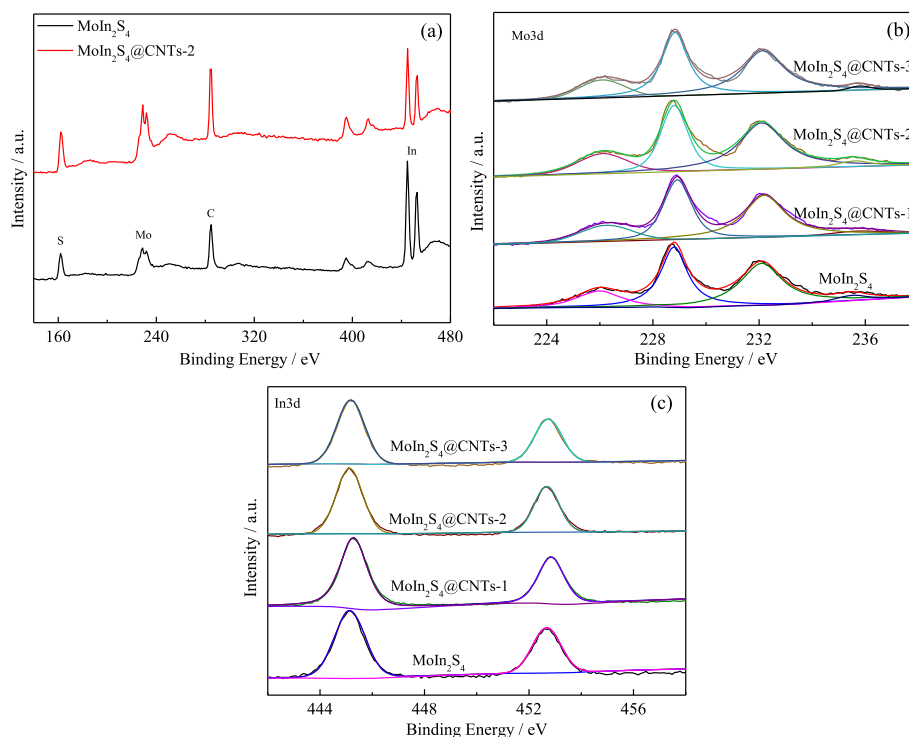 MoIn₂S₄
MoIn₂S₄@CNTs-2
(a)
S
Mo
C
In
Intensity / a.u.
160 240 320 400 480
Binding Energy / eV
(b)
Mo3d
MoIn₂S₄@CNTs-3
MoIn₂S₄@CNTs-2
MoIn₂S₄@CNTs-1
MoIn₂S₄
Intensity / a.u.
224 228 232 236
Binding Energy / eV
(c)
In3d
MoIn₂S₄@CNTs-3
MoIn₂S₄@CNTs-2
MoIn₂S₄@CNTs-1
MoIn₂S₄
Intensity / a.u.
444 448 452 456
Binding Energy / eV